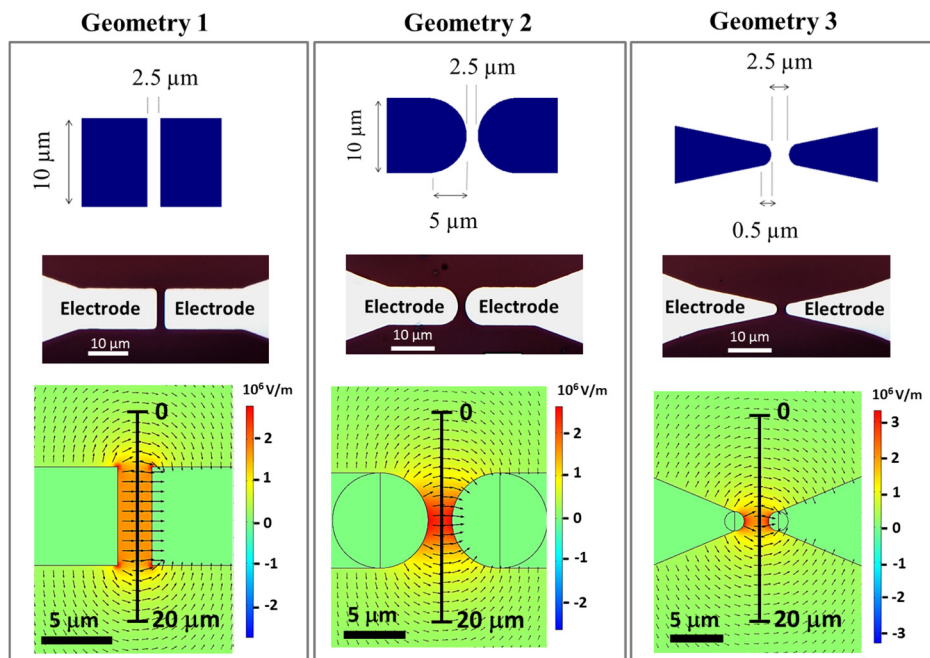 Geometry 1
2.5 µm
10 µm
Electrode Electrode
10 µm
10⁶ V/m
2
1
0
-1
-2
0
20 µm
5 µm
Geometry 2
2.5 µm
10 µm
5 µm
Electrode Electrode
10 µm
10⁶ V/m
2
1
0
-1
-2
0
20 µm
5 µm
Geometry 3
2.5 µm
0.5 µm
Electrode Electrode
10 µm
10⁶ V/m
3
2
1
0
-1
-2
-3
0
20 µm
5 µm